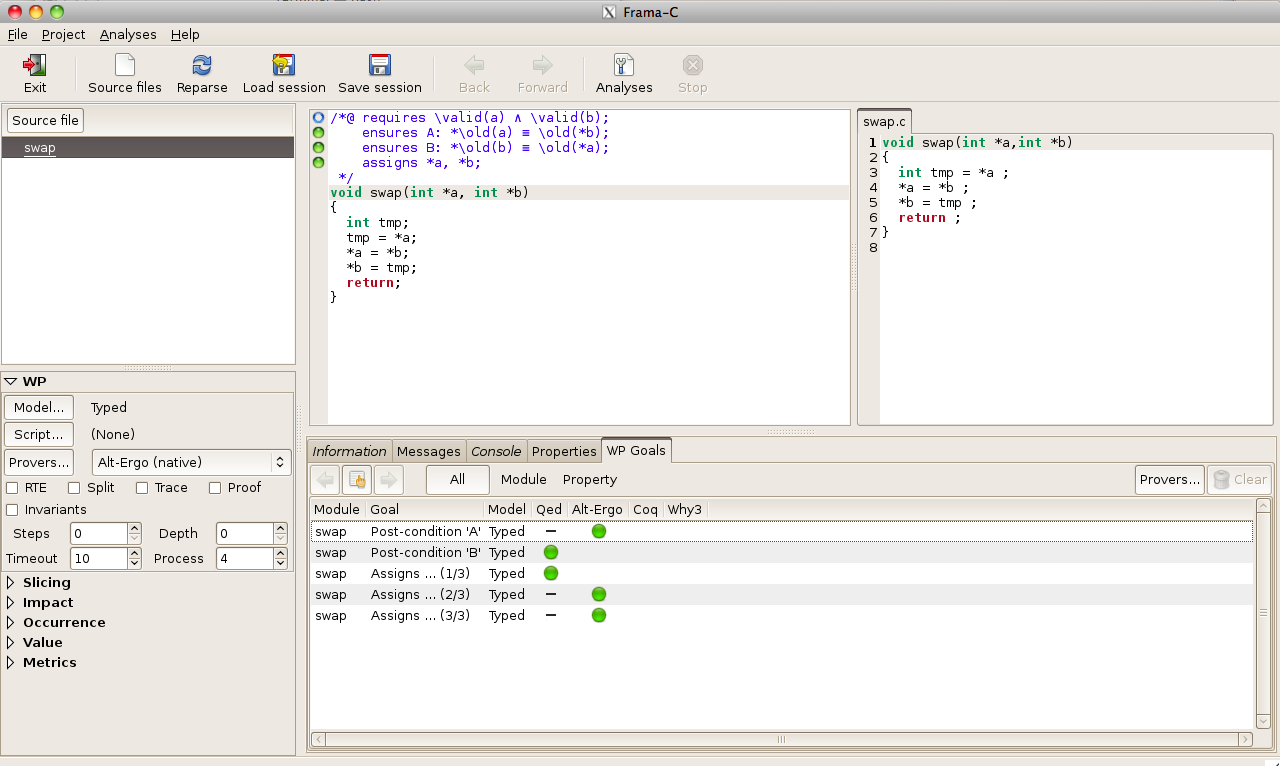 Frama-C
File Project Analyses Help
Exit Source files Reparse Load session Save session Back Forward Analyses Stop
Source file
swap
/*@ requires \valid(a) ∧ \valid(b);
ensures A: *\old(a) ≡ \old(*b);
ensures B: *\old(b) ≡ \old(*a);
assigns *a, *b;
*/
void swap(int *a, int *b)
{
int tmp;
tmp = *a;
*a = *b;
*b = tmp;
return;
}
swap.c
1 void swap(int *a,int *b)
2 {
3 int tmp = *a ;
4 *a = *b ;
5 *b = tmp ;
6 return ;
7 }
8
WP
Model... Typed
Script... (None)
Provers... Alt-Ergo (native)
RTE Split Trace Proof
Invariants
Steps 0 Depth 0
Timeout 10 Process 4
Slicing
Impact
Occurrence
Value
Metrics
Information Messages Console Properties WP Goals
All Module Property Provers... Clear
Module Goal Model Qed Alt-Ergo Coq Why3
swap Post-condition 'A' Typed
swap Post-condition 'B' Typed
swap Assigns ... (1/3) Typed
swap Assigns ... (2/3) Typed
swap Assigns ... (3/3) Typed